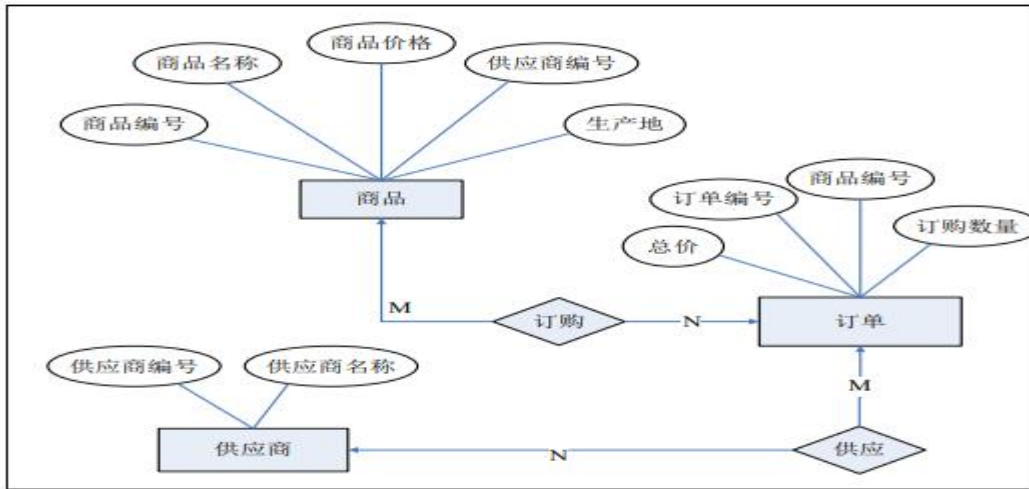 商品价格
商品名称
供应商编号
商品编号
生产地
商品
商品编号
订单编号
订购数量
总价
M
订购
N
订单
供应商编号
供应商名称
M
供应商
N
供应